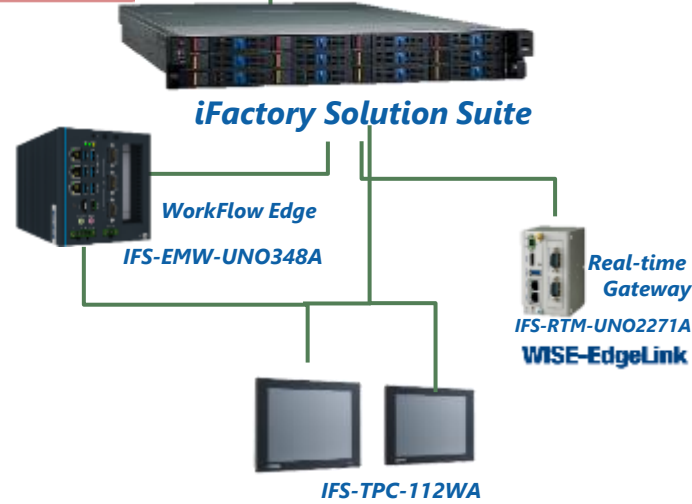 iFactory Solution Suite
WorkFlow Edge
IFS-EMW-UNO348A
Real-time
Gateway
IFS-RTM-UNO2271A
WISE-EdgeLink
IFS-TPC-112WA